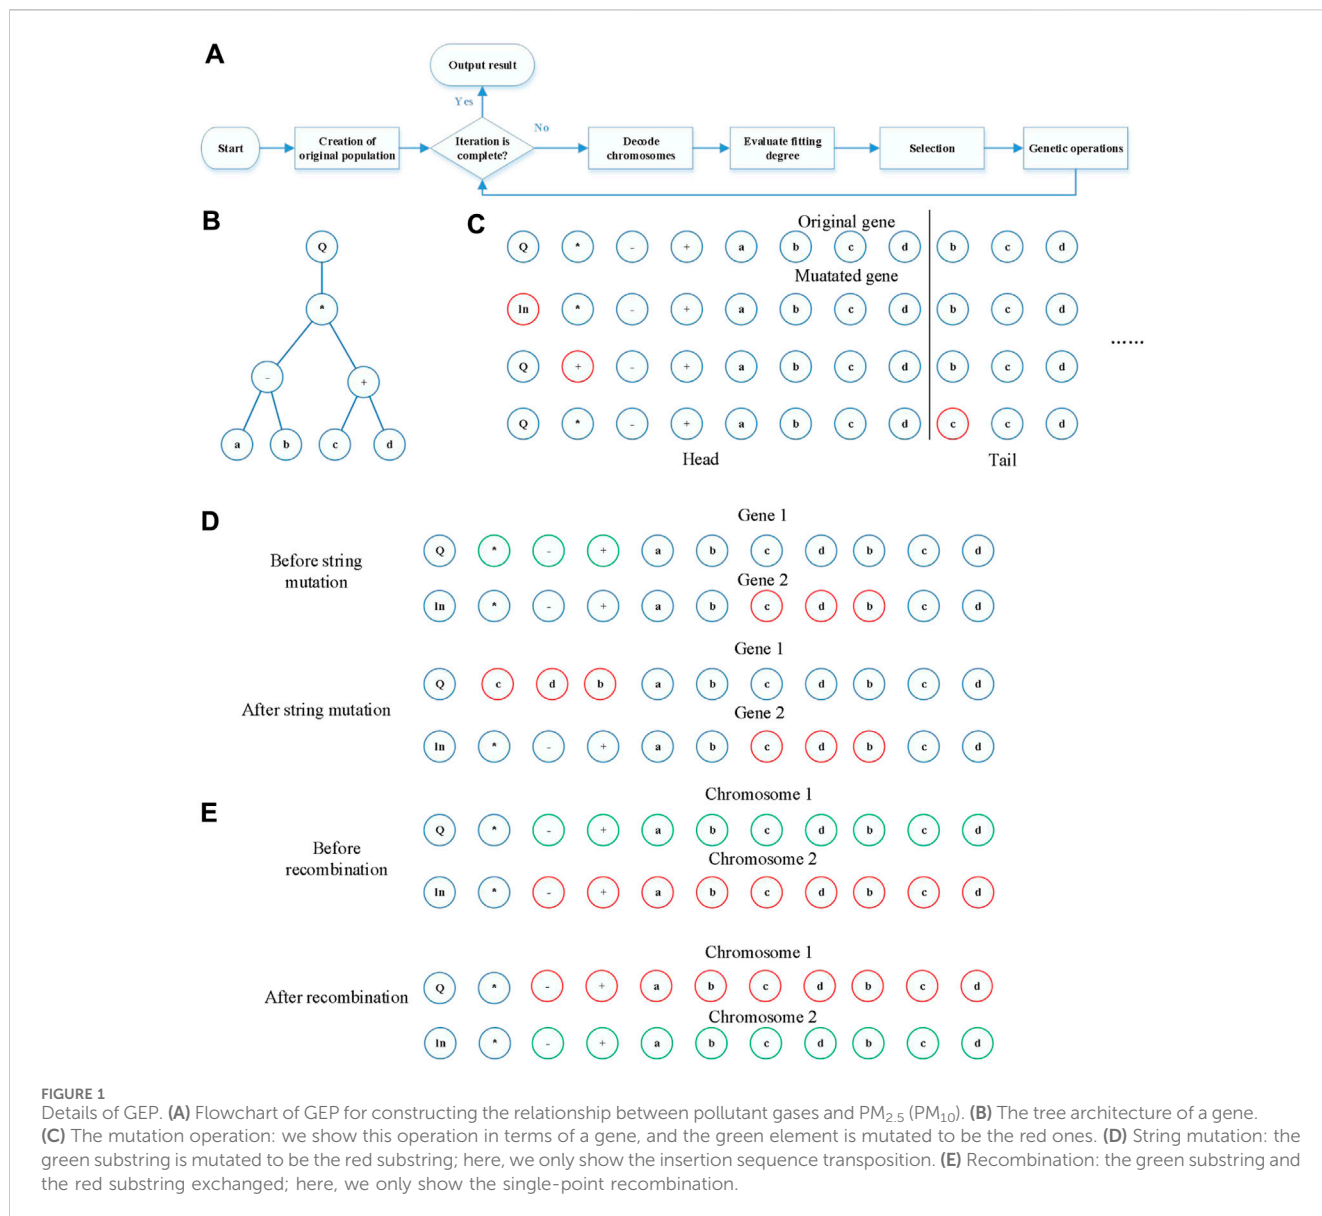 A
Output result
Yes
No
Start
Creation of
original population
Iteration is
complete?
Decode
chromosomes
Evaluate fitting
degree
Selection
Genetic operations
B
Q
*
- +
a b c d
C
Original gene
Q * - + a b c d b c d
Muatated gene
ln * - + a b c d b c d
......
Q + - + a b c d b c d
Q * - + a b c d c c d
Head Tail
D
Gene 1
Before string
mutation
Q * - + a b c d b c d
Gene 2
ln * - + a b c d b c d
Gene 1
After string mutation
Q c d b a b c d b c d
Gene 2
ln * - + a b c d b c d
E
Chromosome 1
Before
recombination
Q * - + a b c d b c d
Chromosome 2
ln * - + a b c d b c d
Chromosome 1
After recombination
Q * - + a b c d b c d
Chromosome 2
ln * - + a b c d b c d
FIGURE 1
Details of GEP. (A) Flowchart of GEP for constructing the relationship between pollutant gases and PM2.5 (PM10). (B) The tree architecture of a gene.
(C) The mutation operation: we show this operation in terms of a gene, and the green element is mutated to be the red ones. (D) String mutation: the
green substring is mutated to be the red substring; here, we only show the insertion sequence transposition. (E) Recombination: the green substring and
the red substring exchanged; here, we only show the single-point recombination.